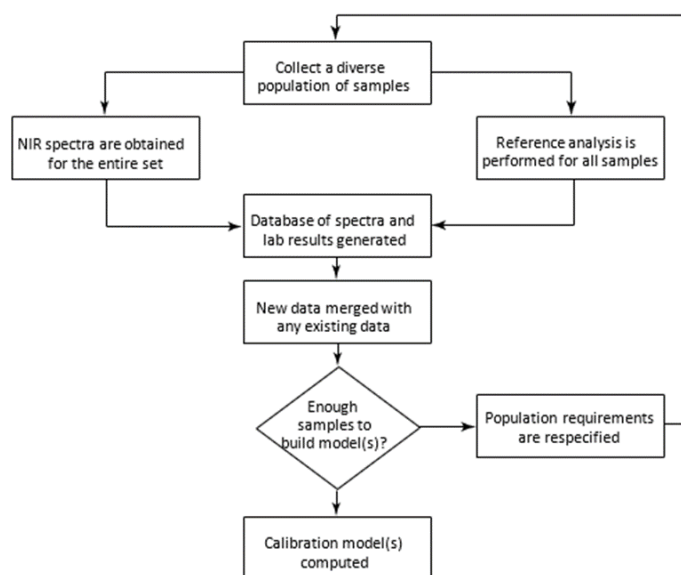 Collect a diverse
population of samples
NIR spectra are obtained
for the entire set
Reference analysis is
performed for all samples
Database of spectra and
lab results generated
New data merged with
any existing data
Enough
samples to
build model(s)?
Population requirements
are respecified
Calibration model(s)
computed